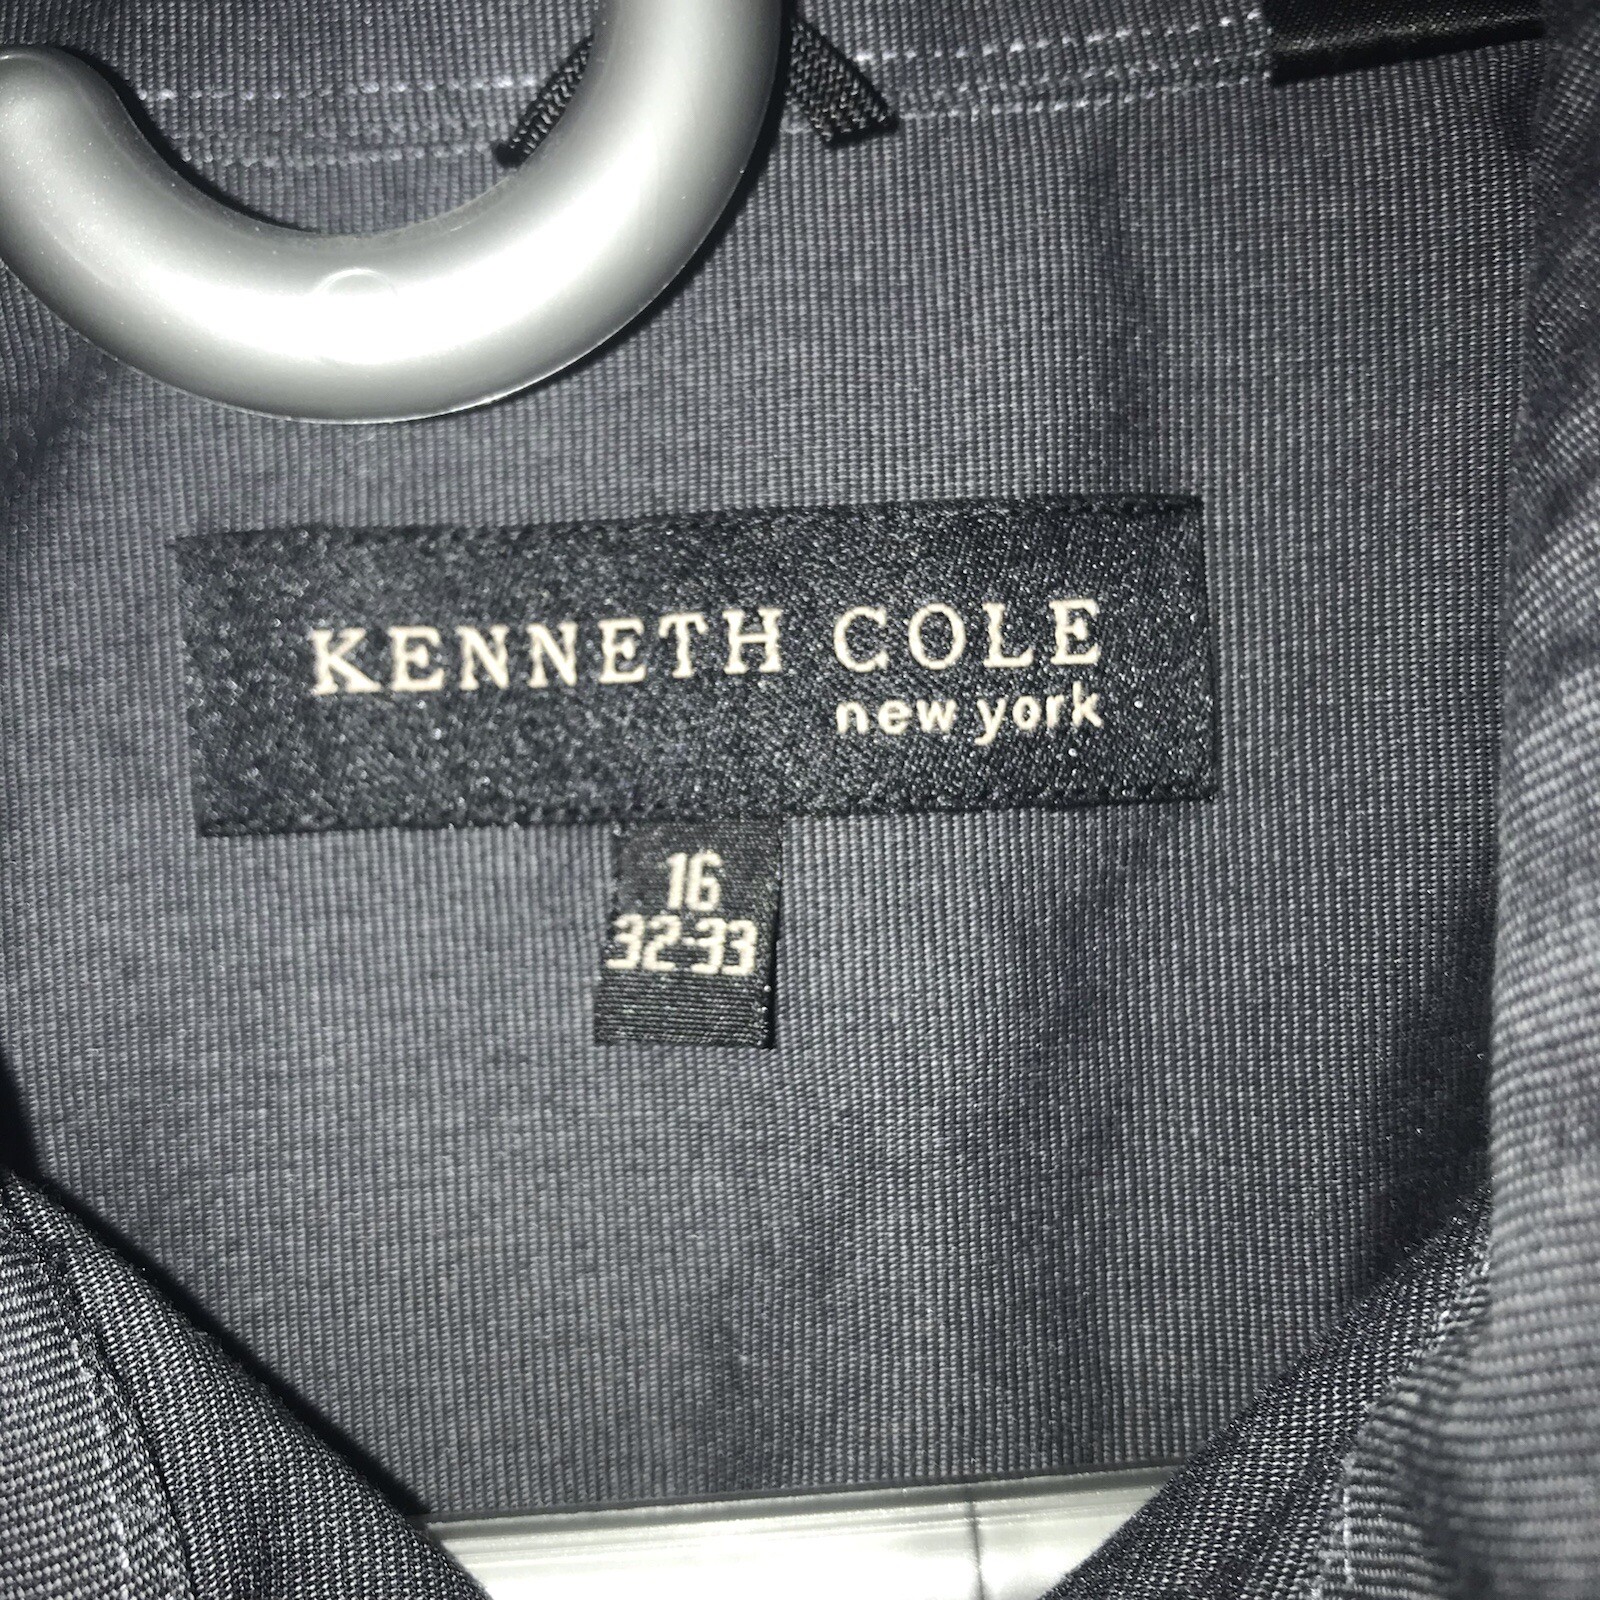 KENNETH COLE
new york
16
32-33